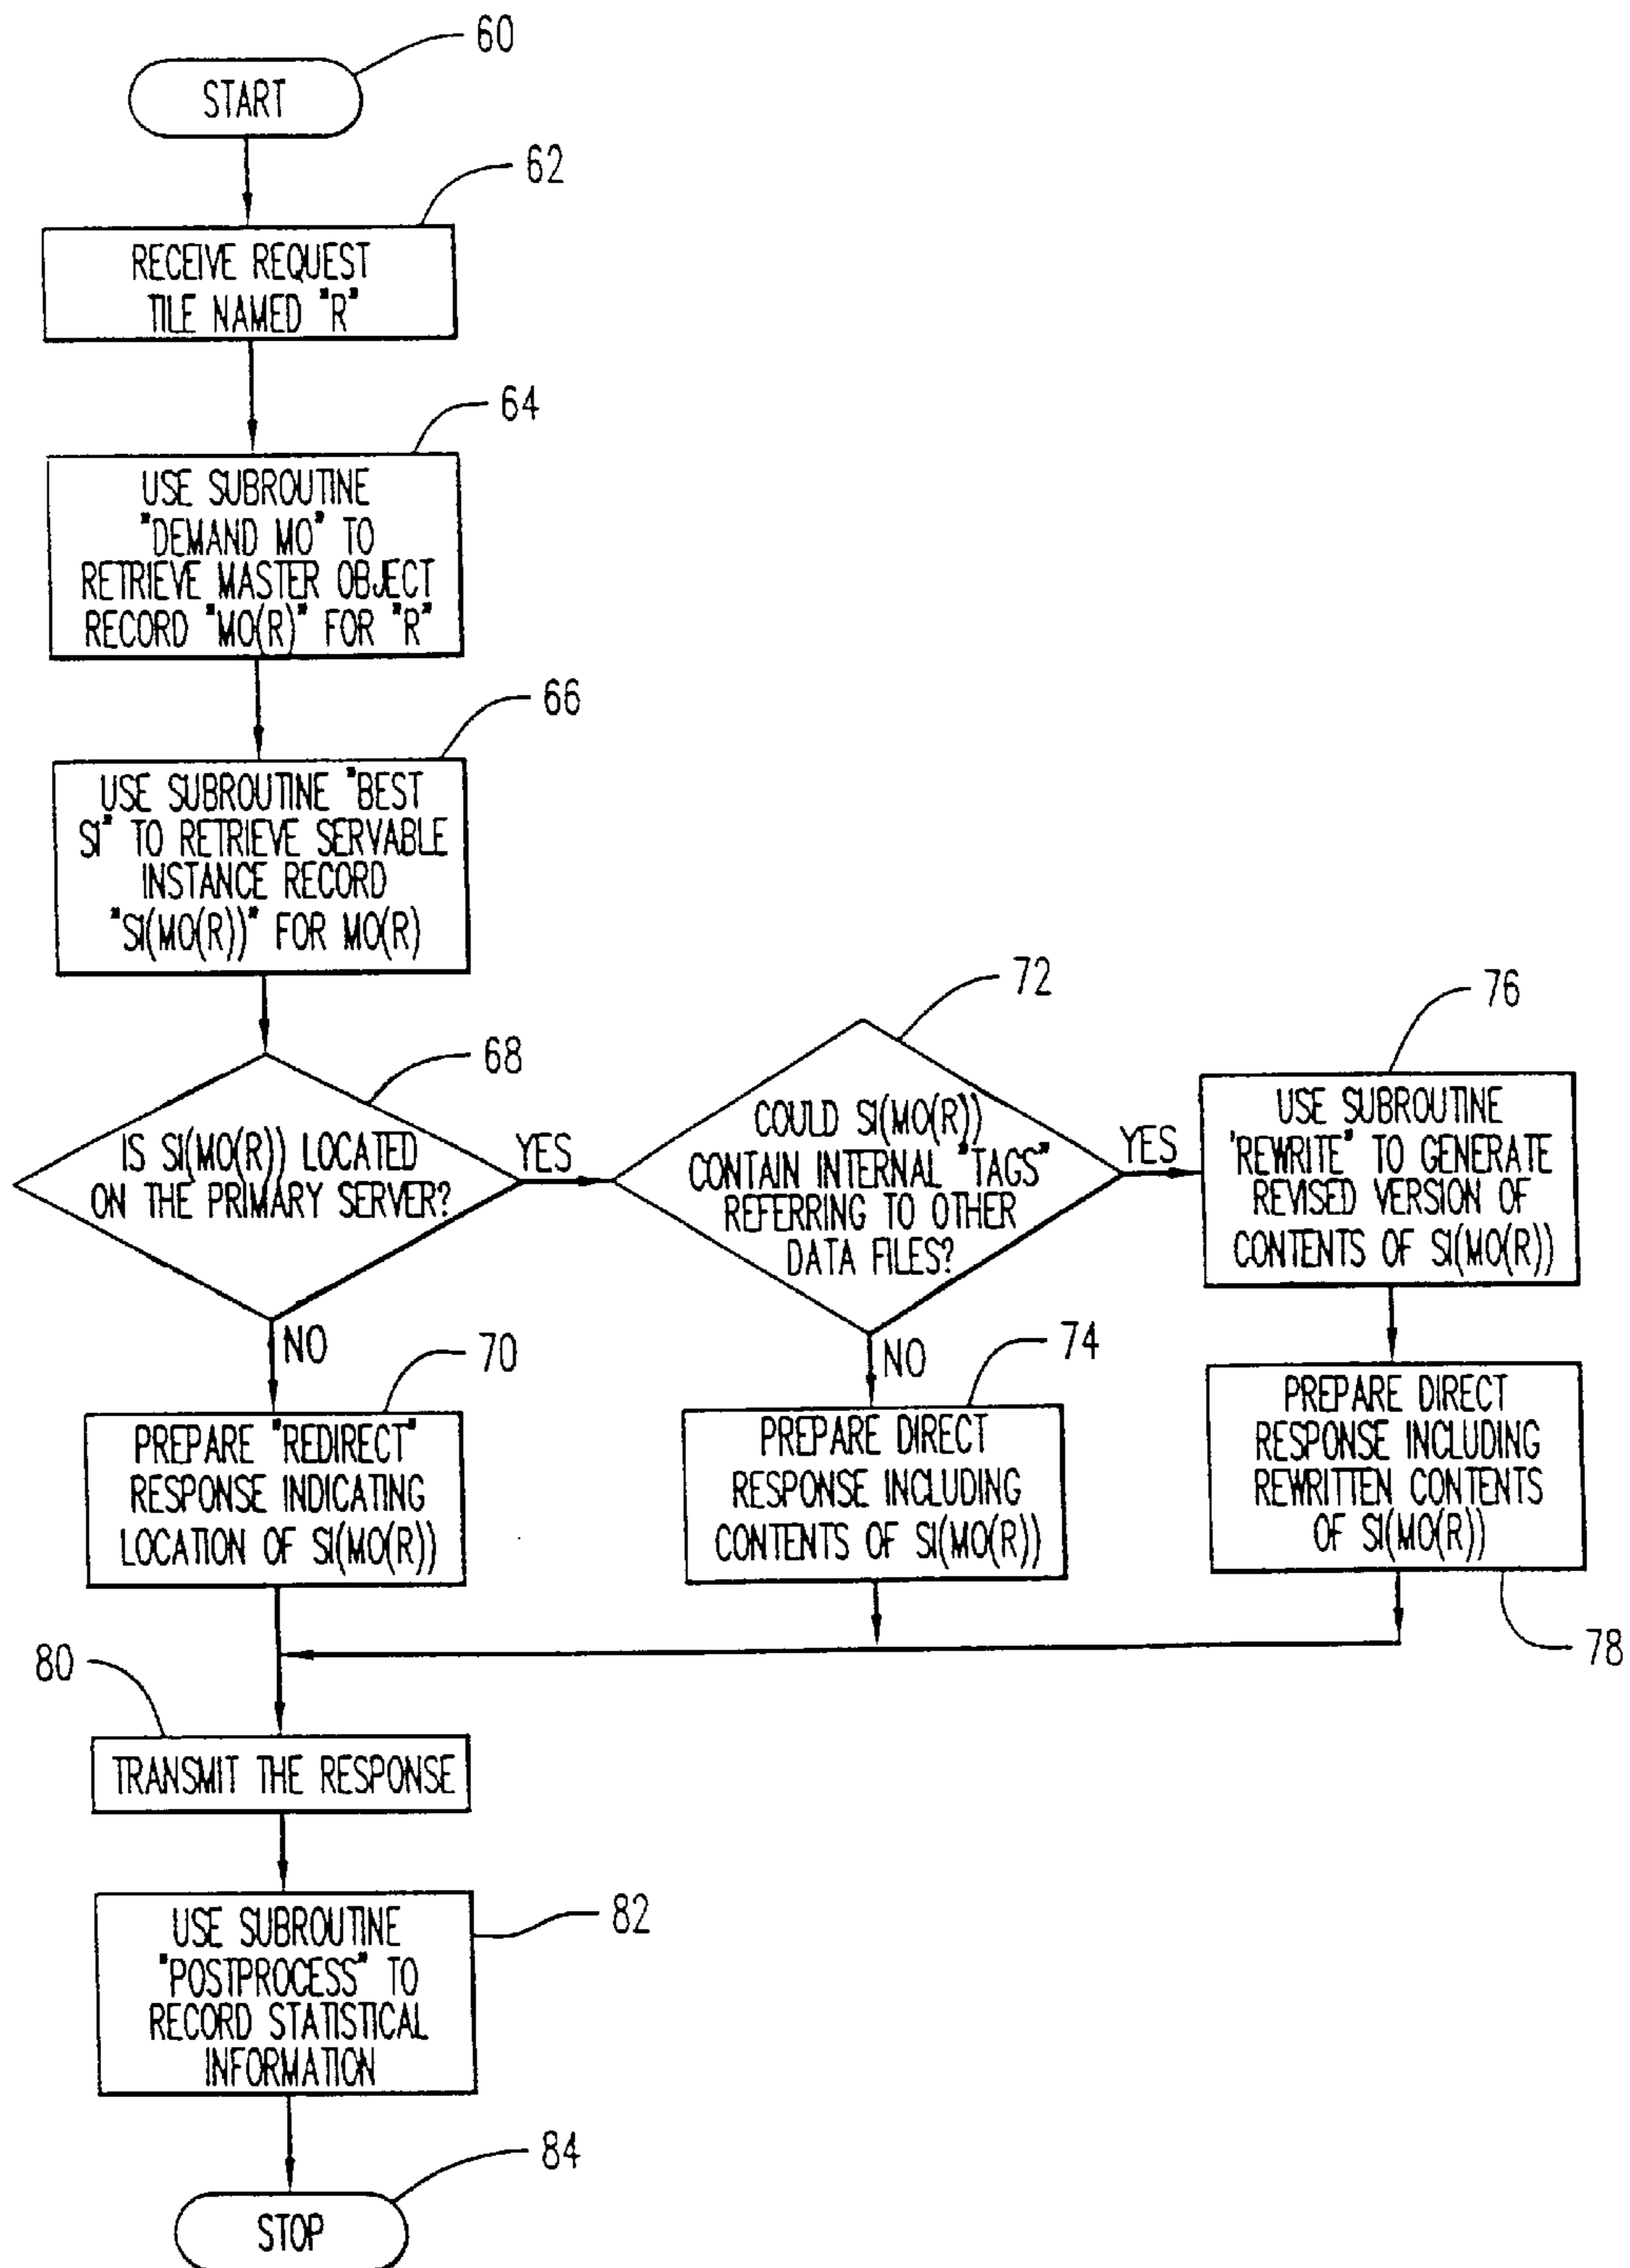 60
START
62
RECEIVE REQUEST
TILE NAMED "R"
64
USE SUBROUTINE
"DEMAND MO" TO
RETRIEVE MASTER OBJECT
RECORD "MO(R)" FOR "R"
66
USE SUBROUTINE "BEST
SI" TO RETRIEVE SERVABLE
INSTANCE RECORD
"SI(MO(R))" FOR MO(R)
68
IS SI(MO(R)) LOCATED
ON THE PRIMARY SERVER?
YES
NO
72
COULD SI(MO(R))
CONTAIN INTERNAL "TAGS"
REFERRING TO OTHER
DATA FILES?
YES
NO
76
USE SUBROUTINE
'REWRITE" TO GENERATE
REVISED VERSION OF
CONTENTS OF SI(MO(R))
70
PREPARE "REDIRECT"
RESPONSE INDICATING
LOCATION OF SI(MO(R))
74
PREPARE DIRECT
RESPONSE INCLUDING
CONTENTS OF SI(MO(R))
PREPARE DIRECT
RESPONSE INCLUDING
REWRITTEN CONTENTS
OF SI(MO(R))
78
80
TRANSMIT THE RESPONSE
82
USE SUBROUTINE
"POSTPROCESS" TO
RECORD STATISTICAL
INFORMATION
84
STOP